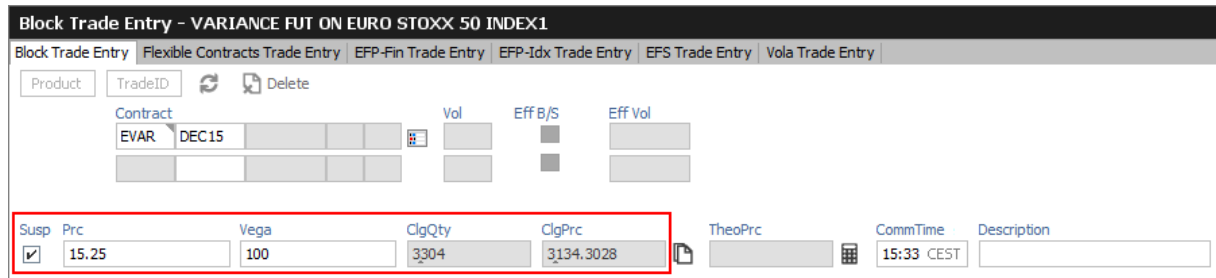 Block Trade Entry - VARIANCE FUT ON EURO STOXX 50 INDEX1
Block Trade Entry Flexible Contracts Trade Entry EFP-Fin Trade Entry EFP-Idx Trade Entry EFS Trade Entry Vola Trade Entry
Product TradeID Delete
Contract Vol Eff B/S Eff Vol
EVAR DEC15
Susp Prc Vega ClgQty ClgPrc TheoPrc CommTime Description
15.25 100 3304 3134.3028 15:33 CEST